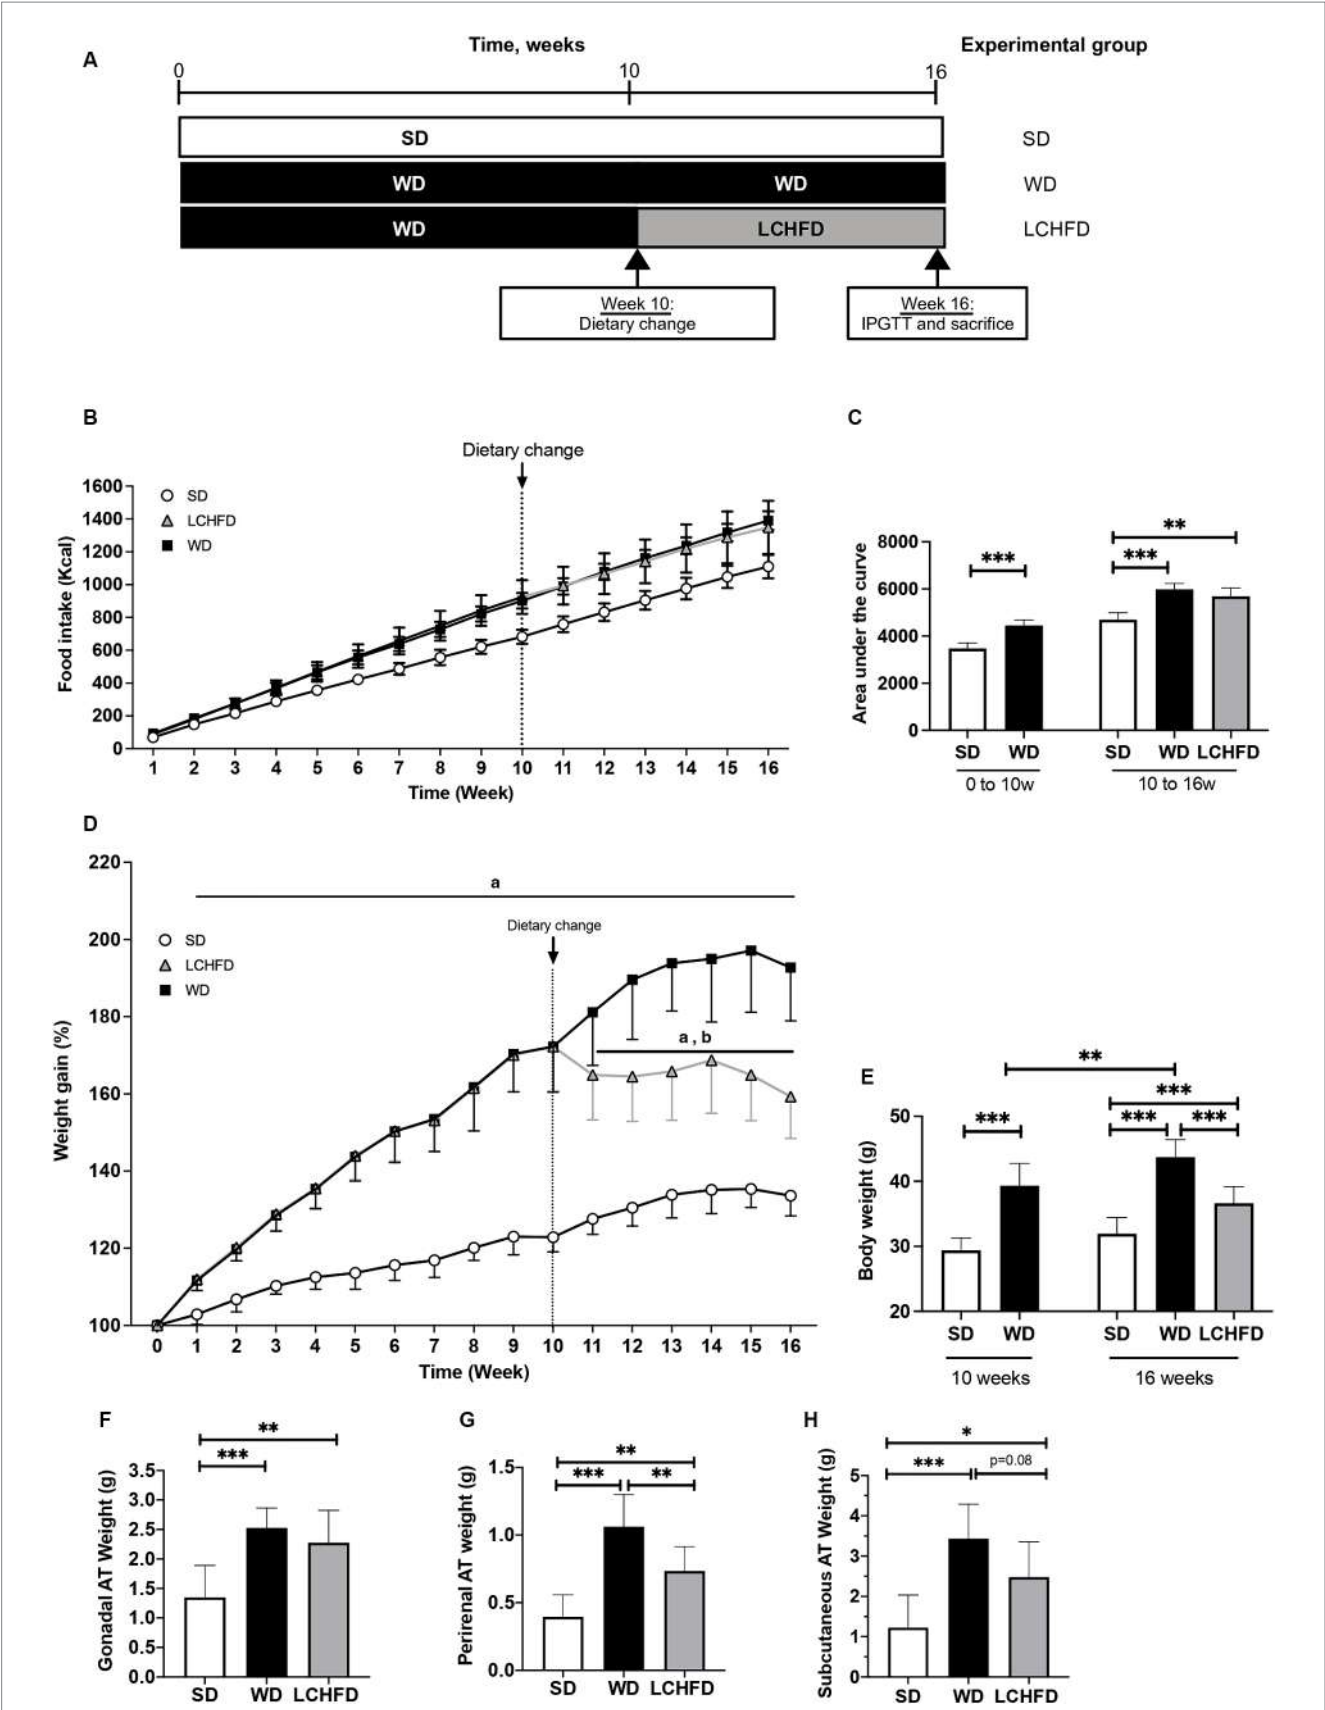 A
Time, weeks
Experimental group
0
10
16
SD
SD
WD
WD
WD
WD
LCHFD
LCHFD
Week 10:
Dietary change
Week 16:
IPGTT and sacrifice
B
Dietary change
SD
LCHFD
WD
Food intake (Kcal)
1600
1400
1200
1000
800
600
400
200
0
1 2 3 4 5 6 7 8 9 10 11 12 13 14 15 16
Time (Week)
C
Area under the curve
8000
6000
4000
2000
0
***
**
***
SD WD SD WD LCHFD
0 to 10w 10 to 16w
D
Weight gain (%)
220
200
180
160
140
120
100
a
Dietary change
SD
LCHFD
WD
a , b
0 1 2 3 4 5 6 7 8 9 10 11 12 13 14 15 16
Time (Week)
E
Body weight (g)
50
40
30
20
**
***
*** *** ***
SD WD SD WD LCHFD
10 weeks 16 weeks
F
Gonadal AT Weight (g)
3.5
3.0
2.5
2.0
1.5
1.0
0.5
0.0
**
***
SD WD LCHFD
G
Perirenal AT weight (g)
1.5
1.0
0.5
0.0
**
*** **
SD WD LCHFD
H
Subcutaneous AT Weight (g)
5
4
3
2
1
0
*
*** p=0.08
SD WD LCHFD